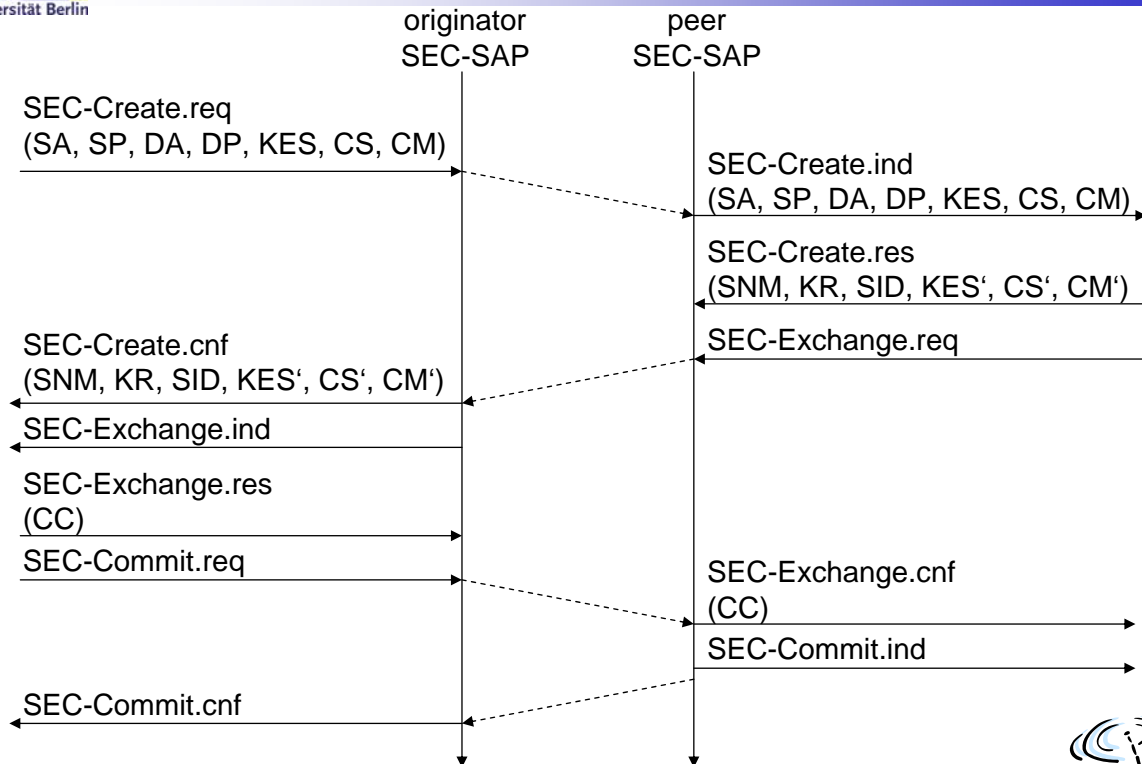 ersität Berlin
originator
SEC-SAP
peer
SEC-SAP
SEC-Create.req
(SA, SP, DA, DP, KES, CS, CM)
SEC-Create.ind
(SA, SP, DA, DP, KES, CS, CM)
SEC-Create.res
(SNM, KR, SID, KES‘, CS‘, CM‘)
SEC-Exchange.req
SEC-Create.cnf
(SNM, KR, SID, KES‘, CS‘, CM‘)
SEC-Exchange.ind
SEC-Exchange.res
(CC)
SEC-Commit.req
SEC-Exchange.cnf
(CC)
SEC-Commit.ind
SEC-Commit.cnf